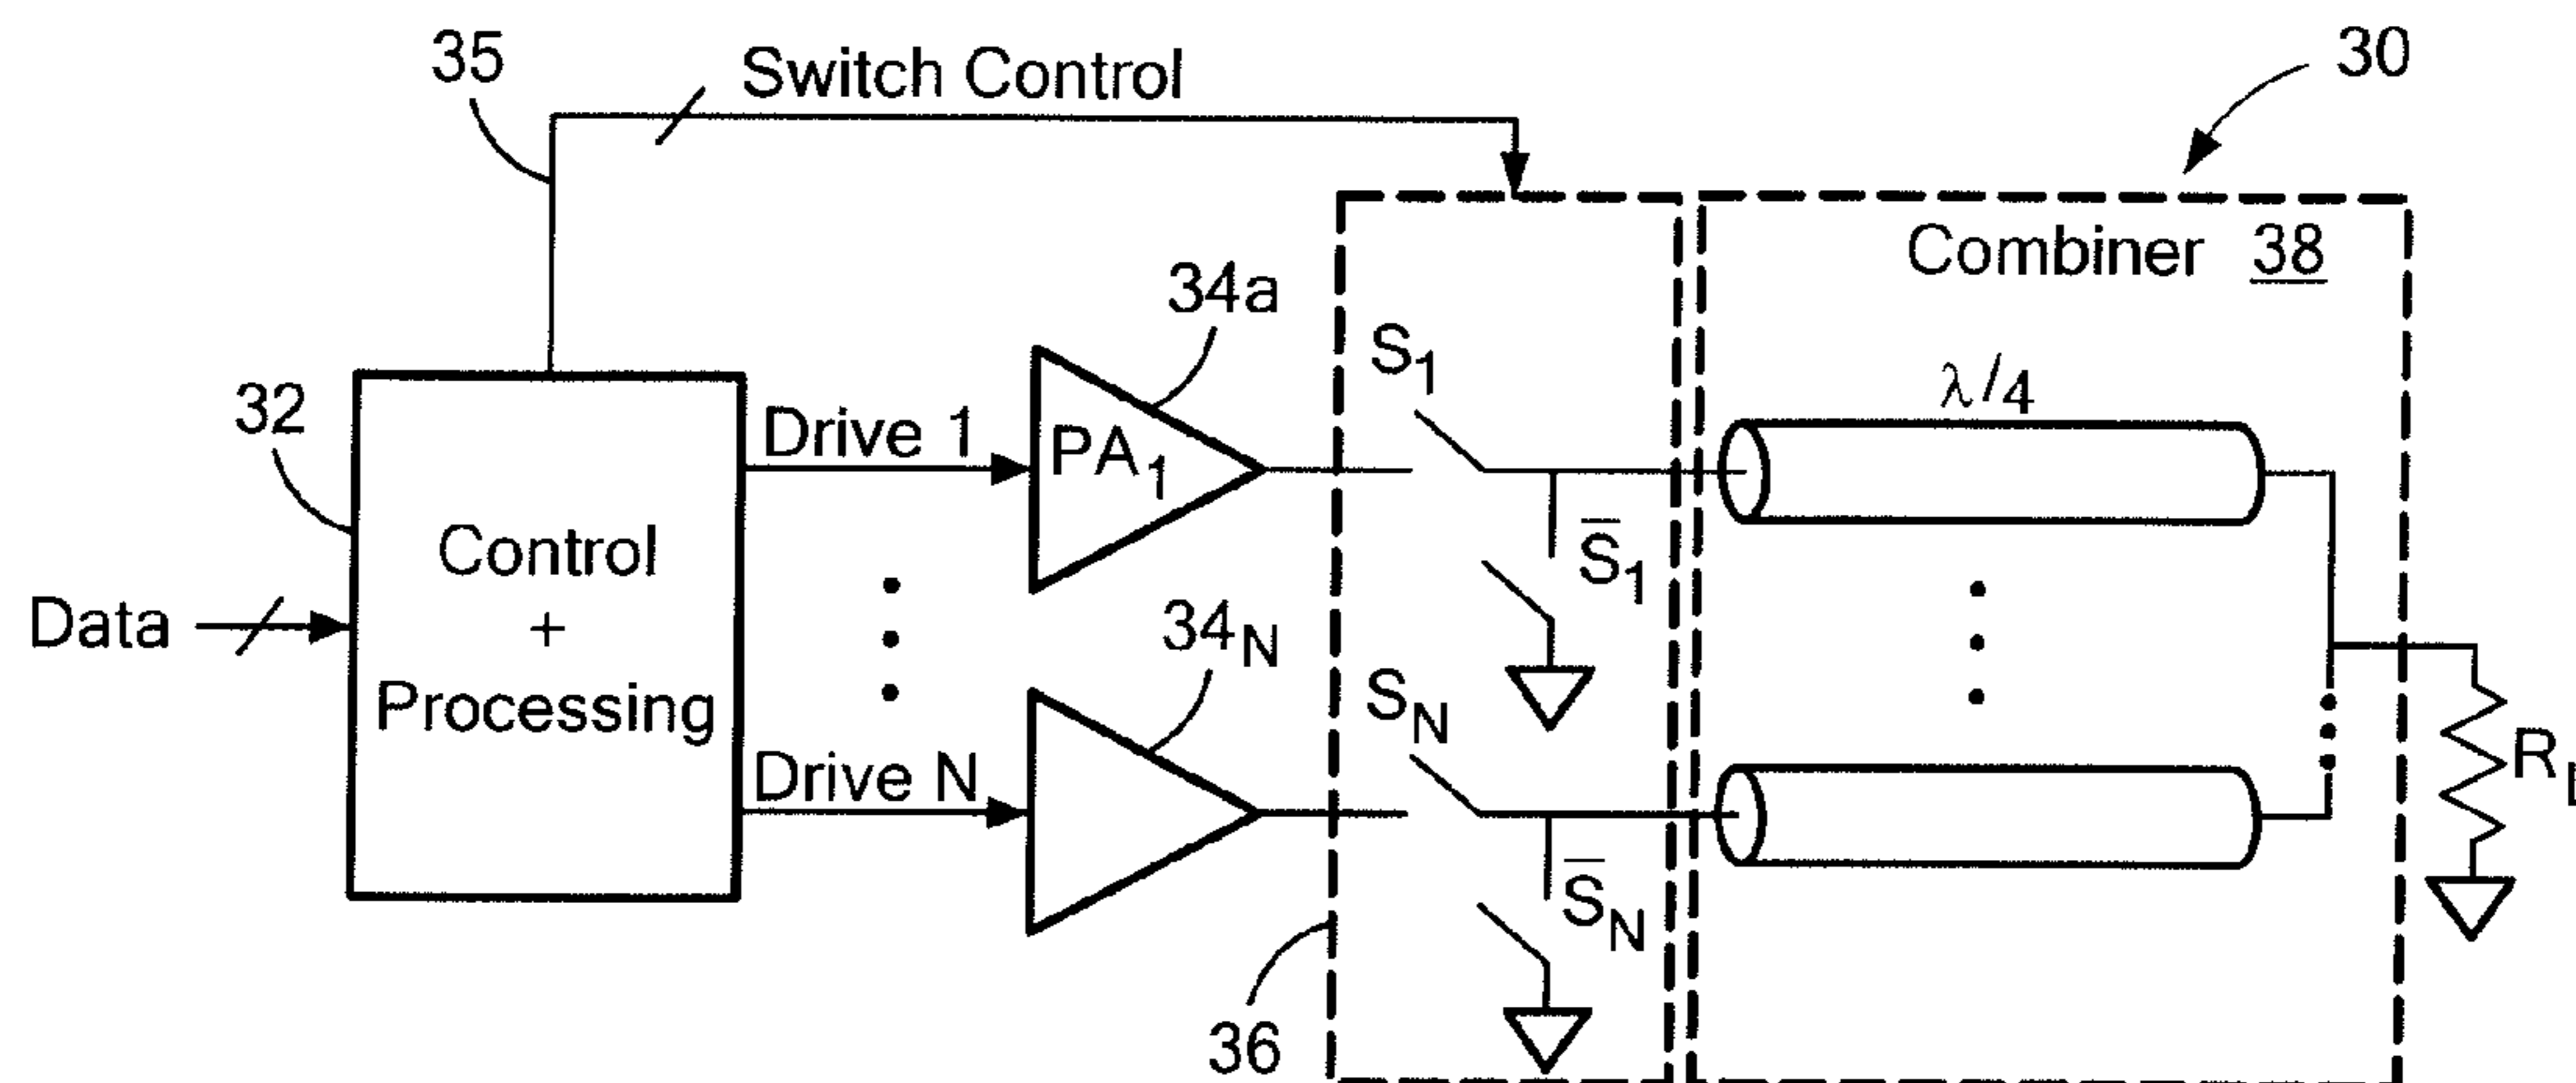 35
Switch Control
30
Combiner 38
34a
S1
λ/4
32
Drive 1
PA1
Control
+
Processing
S̄1
Data
34N
SN
Drive N
S̄N
R
36